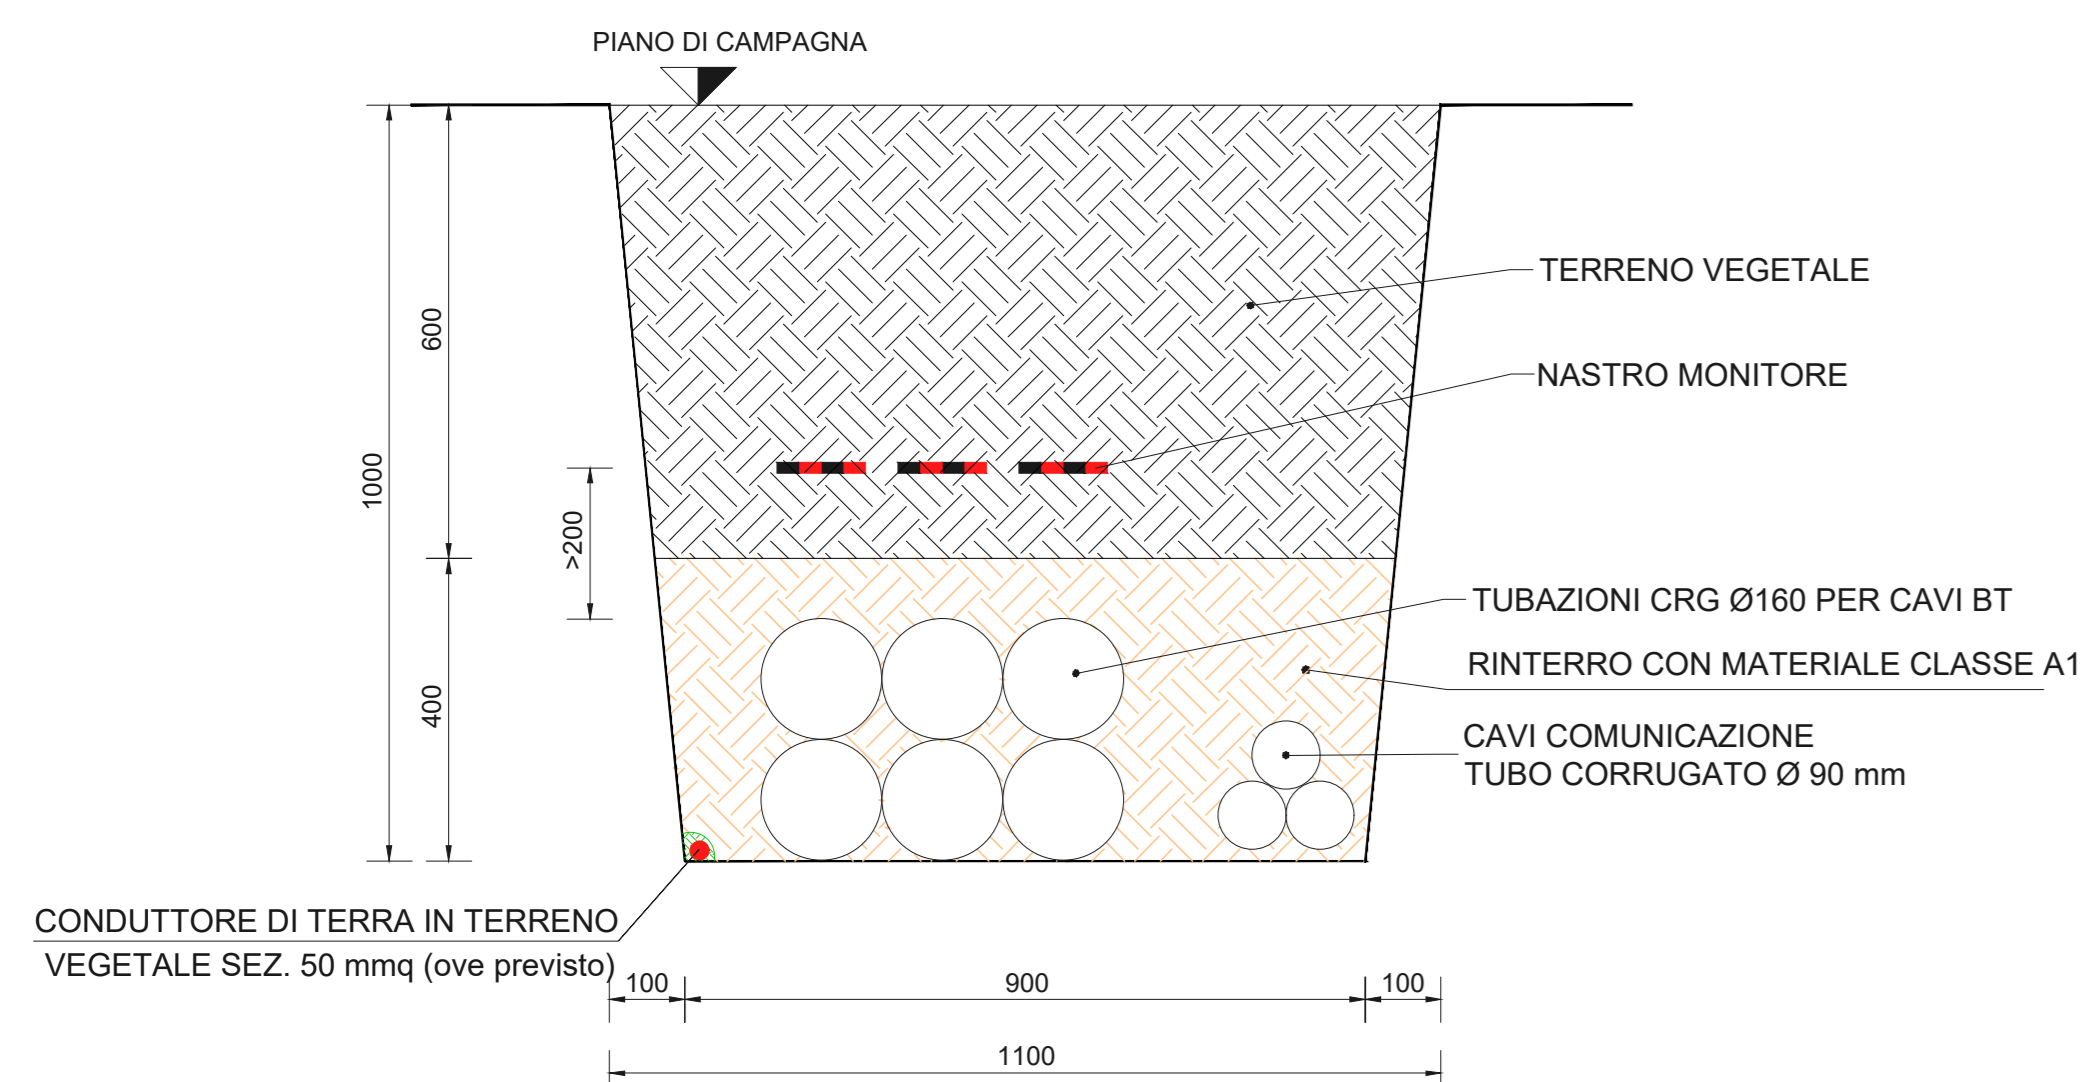 PIANO DI CAMPAGNA
TERRENO VEGETALE
600
NASTRO MONITORE
1000
>200
TUBAZIONI CRG Ø160 PER CAVI BT
RINTERRO CON MATERIALE CLASSE A1
400
CAVI COMUNICAZIONE
TUBO CORRUGATO Ø 90 mm
CONDUTTORE DI TERRA IN TERRENO
VEGETALE SEZ. 50 mmq (ove previsto)
100
900
100
1100